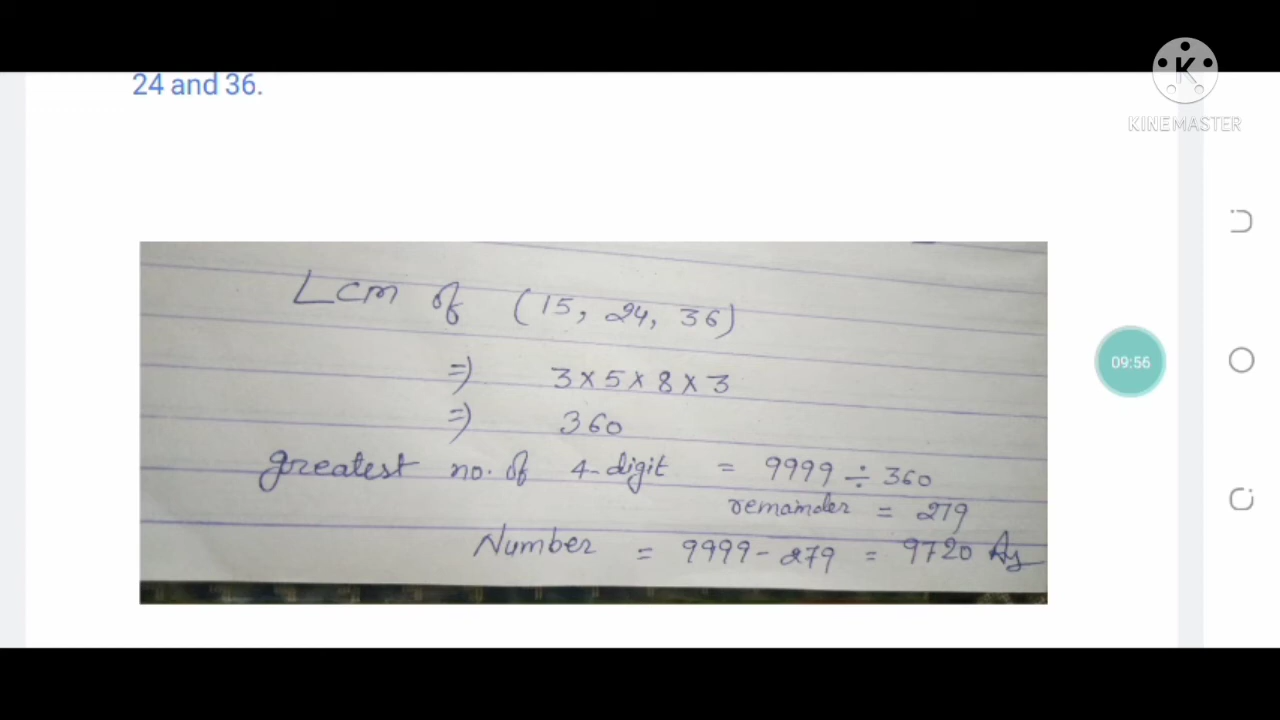 24 and 36.
K
KINEMASTER
Lcm of (15, 24, 36)
⇒ 3×5×8×3
09:56
⇒ 360
greatest no. of 4-digit = 9999 ÷ 360
remainder = 279
Number = 9999 - 279 = 9720 Ans